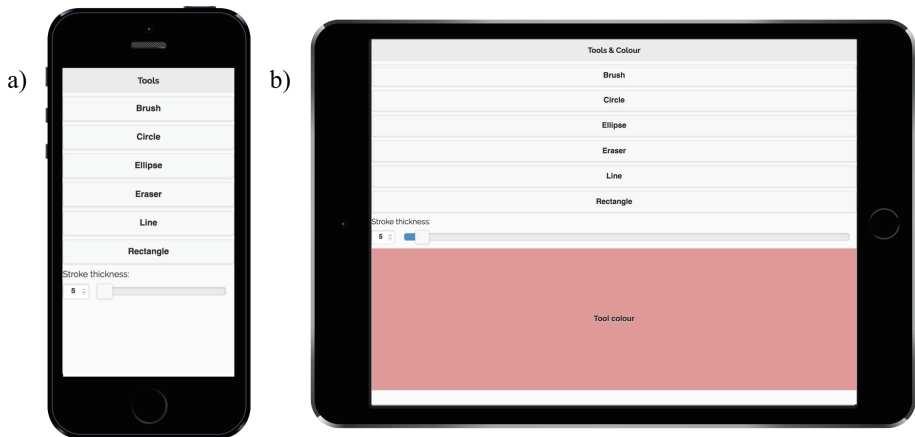 a)
Tools
Brush
Circle
Ellipse
Eraser
Line
Rectangle
Stroke thickness:
5
b)
Tools & Colour
Brush
Circle
Ellipse
Eraser
Line
Rectangle
Stroke thickness:
5
Tool colour